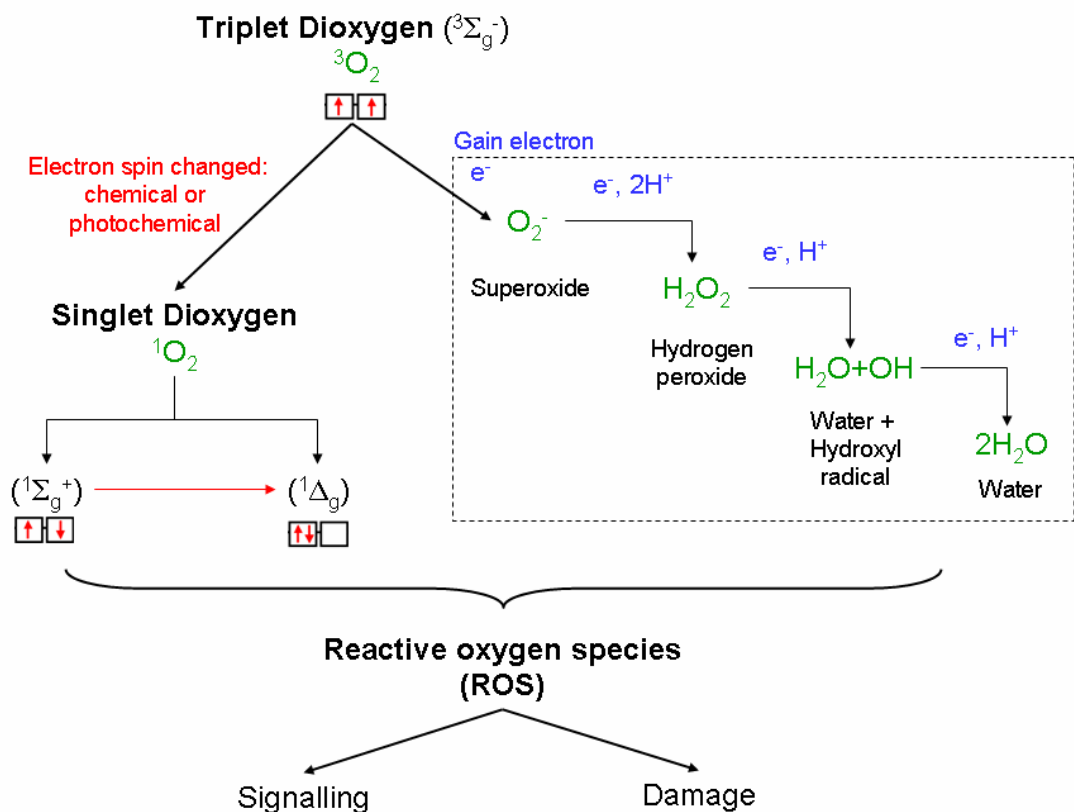 Triplet Dioxygen (³Σg⁻)
³O₂
Electron spin changed:
chemical or
photochemical
Singlet Dioxygen
¹O₂
(¹Σg⁺)
(¹Δg)
Gain electron
e⁻
O₂⁻
Superoxide
e⁻, 2H⁺
H₂O₂
Hydrogen
peroxide
e⁻, H⁺
H₂O+OH
Water +
Hydroxyl
radical
e⁻, H⁺
2H₂O
Water
Reactive oxygen species
(ROS)
Signalling
Damage